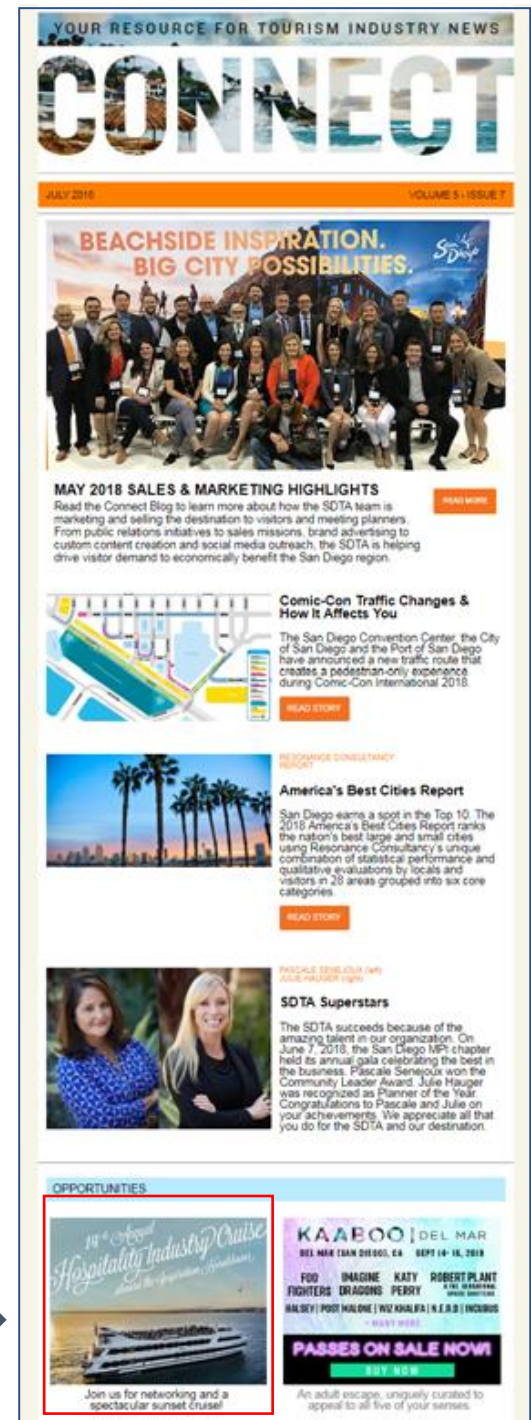 YOUR RESOURCE FOR TOURISM INDUSTRY NEWS
CONNECT
JULY 2018
VOLUME 5 - ISSUE 7
BEACHSIDE INSPIRATION.
BIG CITY POSSIBILITIES.
San Diego
MAY 2018 SALES & MARKETING HIGHLIGHTS
READ MORE
Read the Connect Blog to learn more about how the SDTA team is
marketing and selling the destination to visitors and meeting planners.
From public relations initiatives to sales missions, brand advertising to
custom content creation and social media outreach, the SDTA is helping
drive visitor demand to economically benefit the San Diego region.
Comic-Con Traffic Changes &
How It Affects You
The San Diego Convention Center, the City
of San Diego and the Port of San Diego
have announced a new traffic route that
creates a pedestrian-only experience
during Comic-Con International 2018.
READ STORY
RESONANCE CONSULTANCY
REPORT
America's Best Cities Report
San Diego earns a spot in the Top 10. The
2018 America's Best Cities Report ranks
the nation's best large and small cities
using Resonance Consultancy's unique
combination of statistical performance and
qualitative evaluations by locals and
visitors in 28 areas grouped into six core
categories.
READ STORY
PASCALE SENEJOUX (left)
JULIE HAUGER (right)
SDTA Superstars
The SDTA succeeds because of the
amazing talent in our organization. On
June 7, 2018, the San Diego MPI chapter
held its annual gala celebrating the best in
the business. Pascale Senejoux won the
Community Leader Award. Julie Hauger
was recognized as Planner of the Year.
Congratulations to Pascale and Julie on
your achievements. We appreciate all that
you do for the SDTA and our destination.
OPPORTUNITIES
19th Annual
Hospitality Industry Cruise
aboard the Inspiration Hornblower
Join us for networking and a
spectacular sunset cruise!
KAABOO | DEL MAR
DEL MAR (SAN DIEGO), CA SEPT 14-16, 2018
FOO FIGHTERS IMAGINE DRAGONS KATY PERRY ROBERT PLANT
& THE SENSATIONAL SPACE SHIFTERS
HALSEY | POST MALONE | WIZ KHALIFA | N.E.R.D | INCUBUS
+ MANY MORE
PASSES ON SALE NOW!
BUY NOW
An adult escape, uniquely curated to
appeal to all five of your senses.